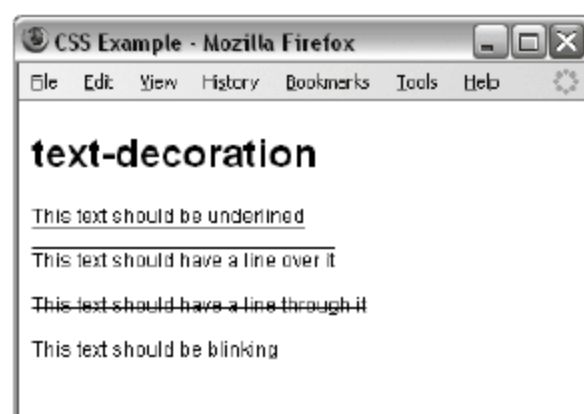 CSS Example - Mozilla Firefox
File Edit View History Bookmarks Tools Help
text-decoration
This text should be underlined
This text should have a line over it
This text should have a line through it
This text should be blinking